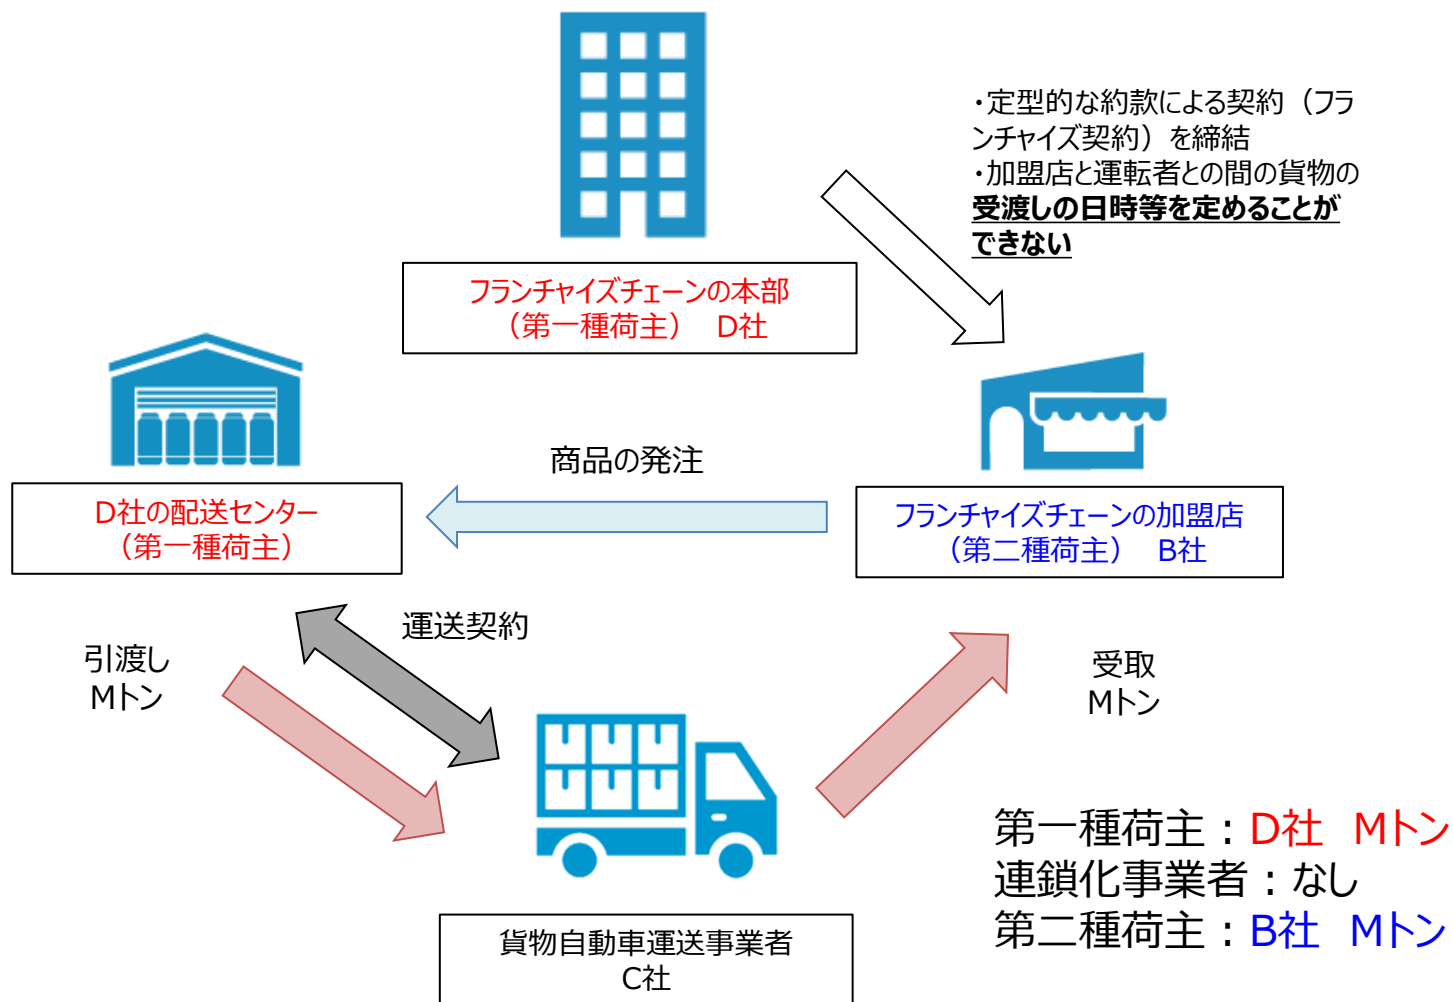 ・定型的な約款による契約（フラ
ンチャイズ契約）を締結
・加盟店と運転者との間の貨物の
受渡しの日時等を定めることが
できない
フランチャイズチェーンの本部
（第一種荷主）　D社
D社の配送センター
（第一種荷主）
商品の発注
フランチャイズチェーンの加盟店
（第二種荷主）　B社
引渡し
Mトン
運送契約
受取
Mトン
貨物自動車運送事業者
C社
第一種荷主：D社　Mトン
連鎖化事業者：なし
第二種荷主：B社　Mトン